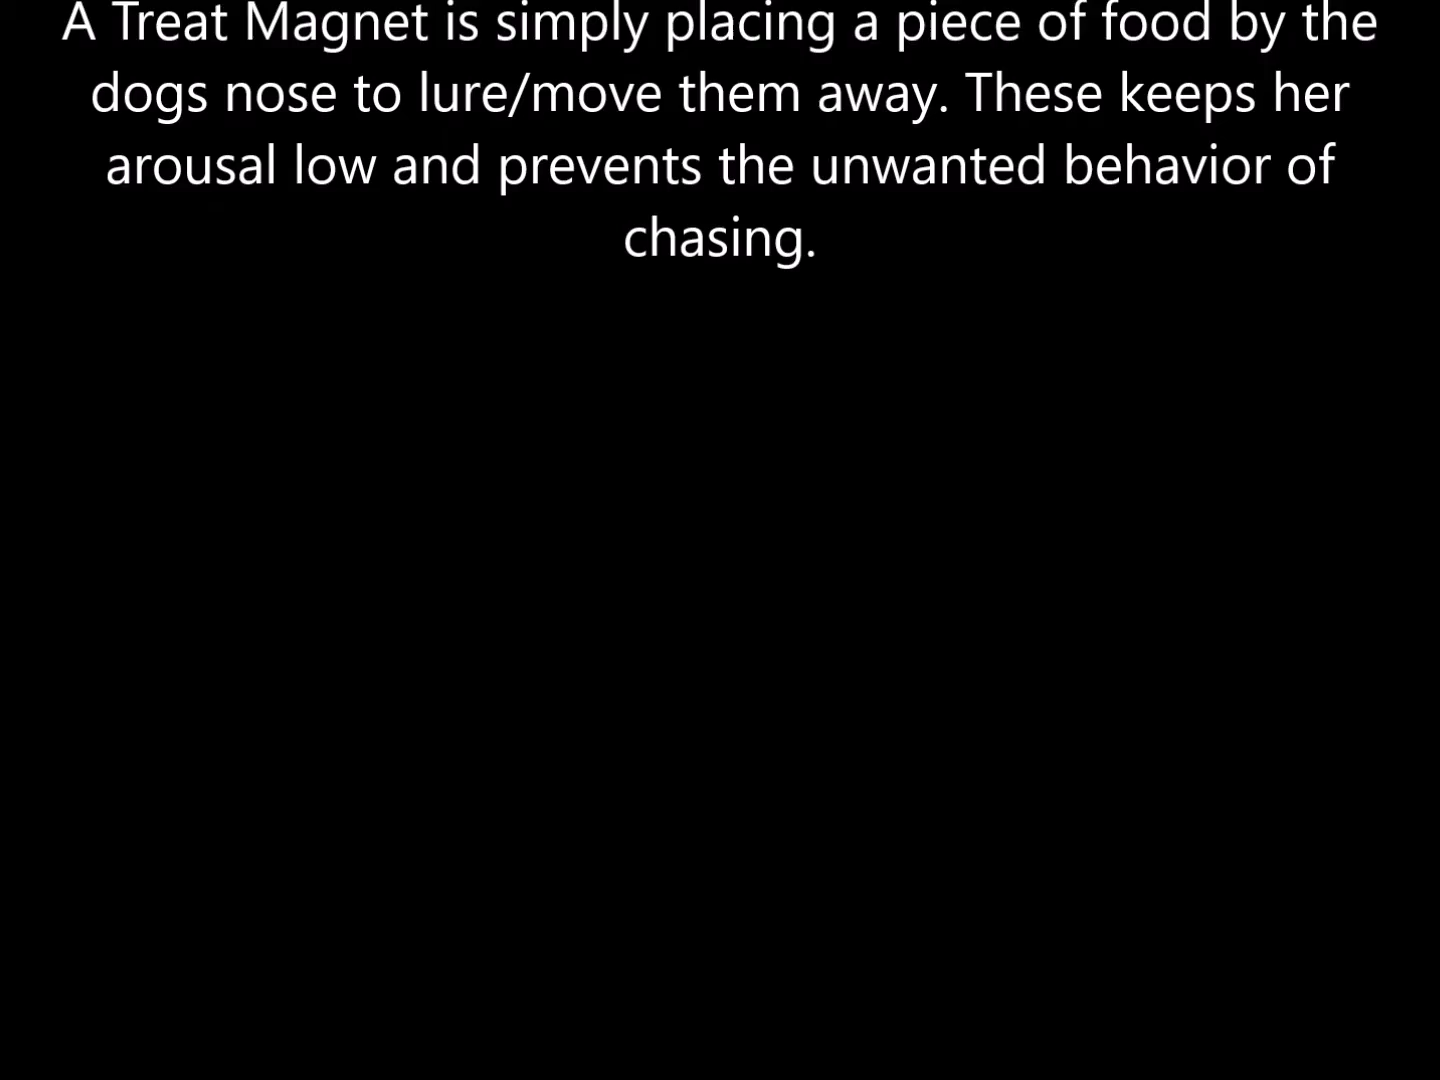 A Treat Magnet is simply placing a piece of food by the
dogs nose to lure/move them away. These keeps her
arousal low and prevents the unwanted behavior of
chasing.